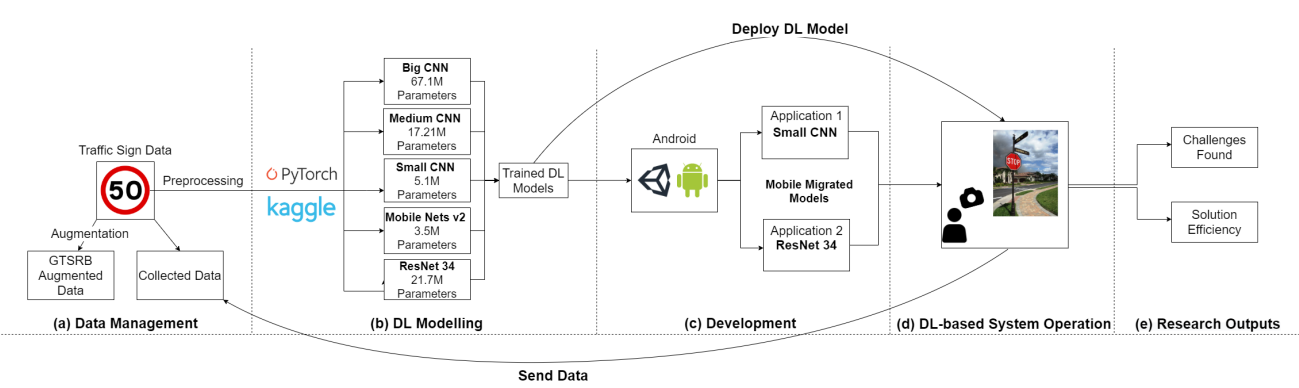 Deploy DL Model
Traffic Sign Data
50
Preprocessing
Augmentation
GTSRB
Augmented
Data
Collected Data
(a) Data Management
PyTorch
kaggle
Big CNN
67.1M
Parameters
Medium CNN
17.21M
Parameters
Small CNN
5.1M
Parameters
Mobile Nets v2
3.5M
Parameters
ResNet 34
21.7M
Parameters
Trained DL
Models
(b) DL Modelling
Android
Application 1
Small CNN
Mobile Migrated
Models
Application 2
ResNet 34
(c) Development
STOP
(d) DL-based System Operation
Challenges
Found
Solution
Efficiency
(e) Research Outputs
Send Data